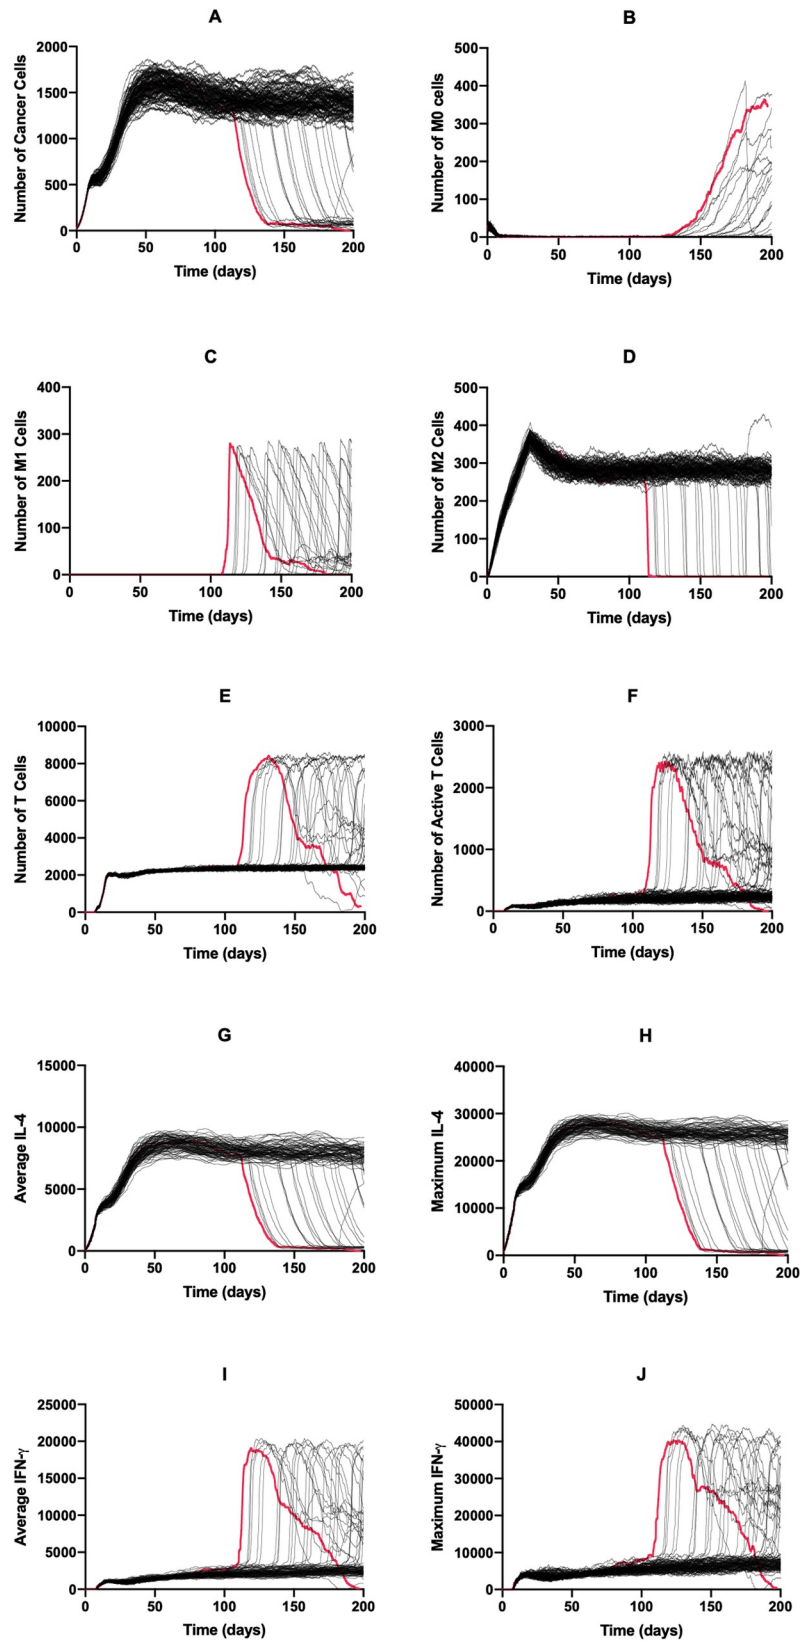 A
Number of Cancer Cells
2000
1500
1000
500
0
0 50 100 150 200
Time (days)
B
Number of M0 cells
500
400
300
200
100
0
0 50 100 150 200
Time (days)
C
Number of M1 Cells
400
300
200
100
0
0 50 100 150 200
Time (days)
D
Number of M2 Cells
500
400
300
200
100
0
0 50 100 150 200
Time (days)
E
Number of T Cells
10000
8000
6000
4000
2000
0
0 50 100 150 200
Time (days)
F
Number of Active T Cells
3000
2000
1000
0
0 50 100 150 200
Time (days)
G
Average IL-4
15000
10000
5000
0
0 50 100 150 200
Time (days)
H
Maximum IL-4
40000
30000
20000
10000
0
0 50 100 150 200
Time (days)
I
Average IFN-γ
25000
20000
15000
10000
5000
0
0 50 100 150 200
Time (days)
J
Maximum IFN-γ
50000
40000
30000
20000
10000
0
0 50 100 150 200
Time (days)